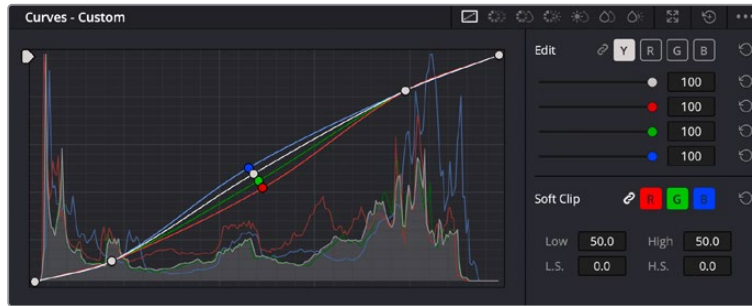 Curves - Custom
Edit Y R G B
100
100
100
100
Soft Clip R G B
Low 50.0 High 50.0
L.S. 0.0 H.S. 0.0